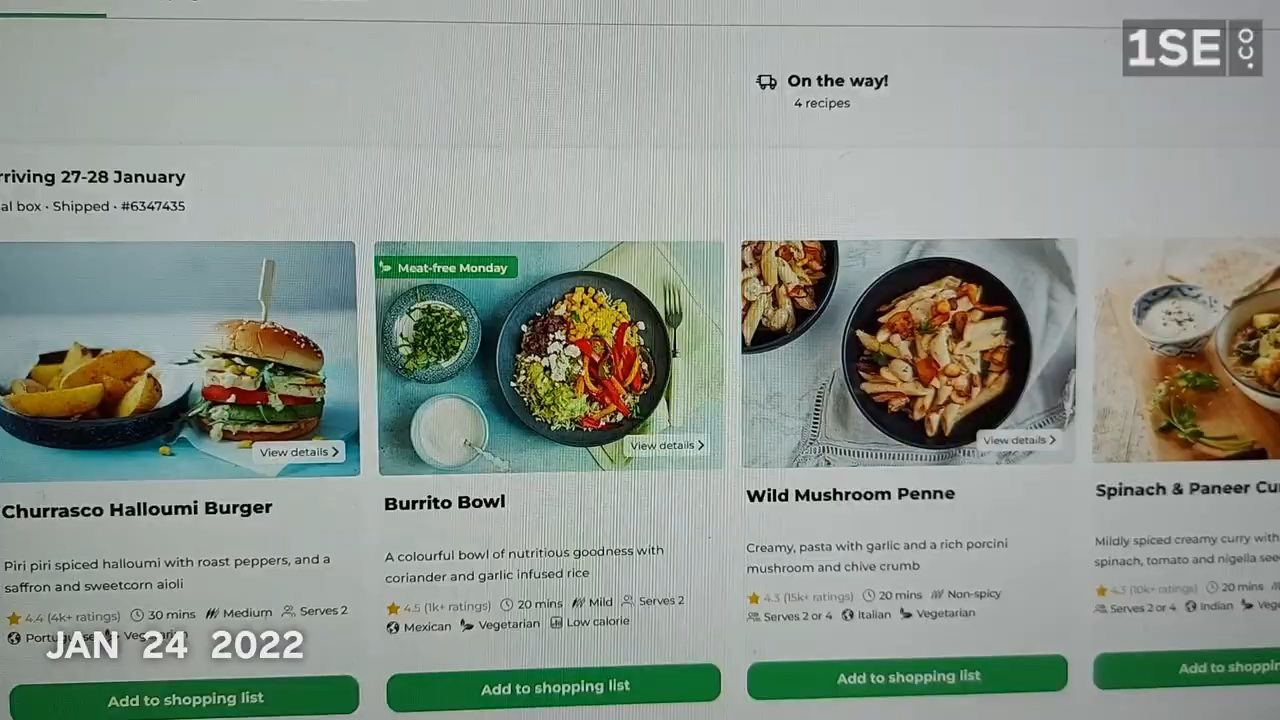 1SE
CO.
On the way!
4 recipes
rriving 27-28 January
al box · Shipped · #6347435
Meat-free Monday
View details
View details
View details
Churrasco Halloumi Burger
Piri piri spiced halloumi with roast peppers, and a
saffron and sweetcorn aioli
4.4 (4k+ ratings) 30 mins Medium Serves 2
Add to shopping list
Burrito Bowl
A colourful bowl of nutritious goodness with
coriander and garlic infused rice
4.5 (1k+ ratings) 20 mins Mild Serves 2
Mexican Vegetarian Low calorie
Add to shopping list
Wild Mushroom Penne
Creamy, pasta with garlic and a rich porcini
mushroom and chive crumb
4.3 (15k+ ratings) 20 mins Non-spicy
Serves 2 or 4 Italian Vegetarian
Add to shopping list
Spinach & Paneer Cu
Mildly spiced creamy curry with
spinach, tomato and nigella see
4.3 (10k+ ratings) 20 mins
Serves 2 or 4 Indian Veg
Add to shoppin
JAN 24 2022